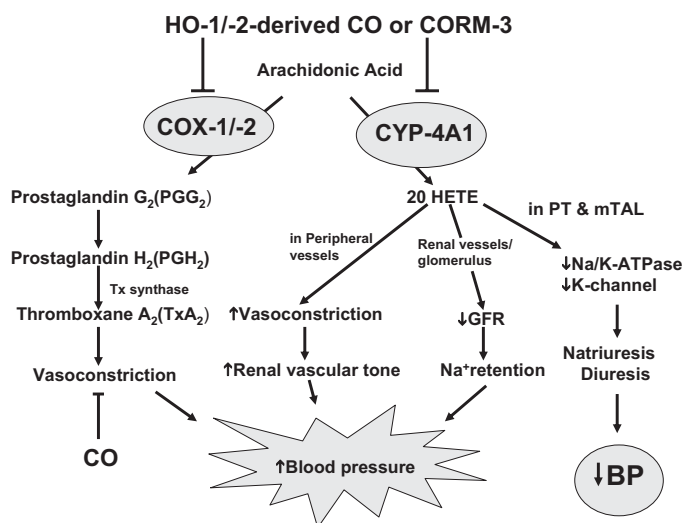 HO-1/-2-derived CO or CORM-3
Arachidonic Acid
COX-1/-2
CYP-4A1
Prostaglandin G₂(PGG₂)
20 HETE
in PT & mTAL
in Peripheral
vessels
Renal vessels/
glomerulus
Prostaglandin H₂(PGH₂)
↓Na/K-ATPase
↓K-channel
Tx synthase
Thromboxane A₂(TxA₂)
↑Vasoconstriction
↓GFR
Natriuresis
Diuresis
Vasoconstriction
↑Renal vascular tone
Na⁺retention
CO
↑Blood pressure
↓BP